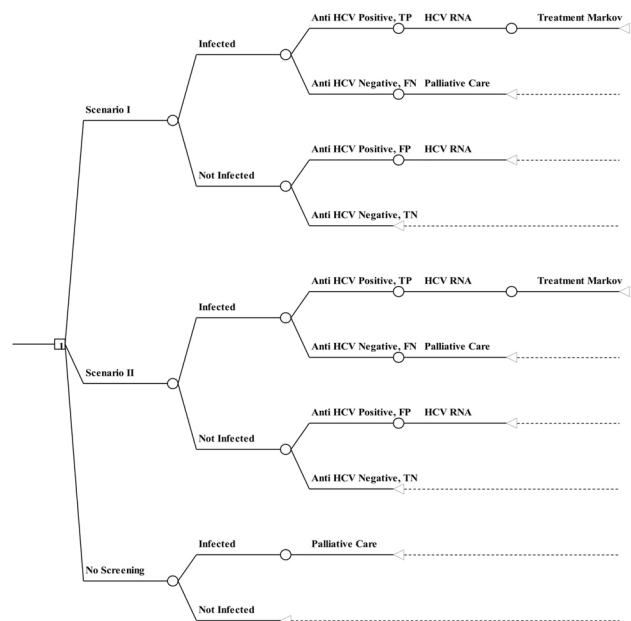 Anti HCV Positive, TP HCV RNA Treatment Markov
Infected
Anti HCV Negative, FN Palliative Care
Scenario I
Anti HCV Positive, FP HCV RNA
Not Infected
Anti HCV Negative, TN
Anti HCV Positive, TP HCV RNA Treatment Markov
Infected
Anti HCV Negative, FN Palliative Care
1
Scenario II
Anti HCV Positive, FP HCV RNA
Not Infected
Anti HCV Negative, TN
Infected Palliative Care
No Screening
Not Infected